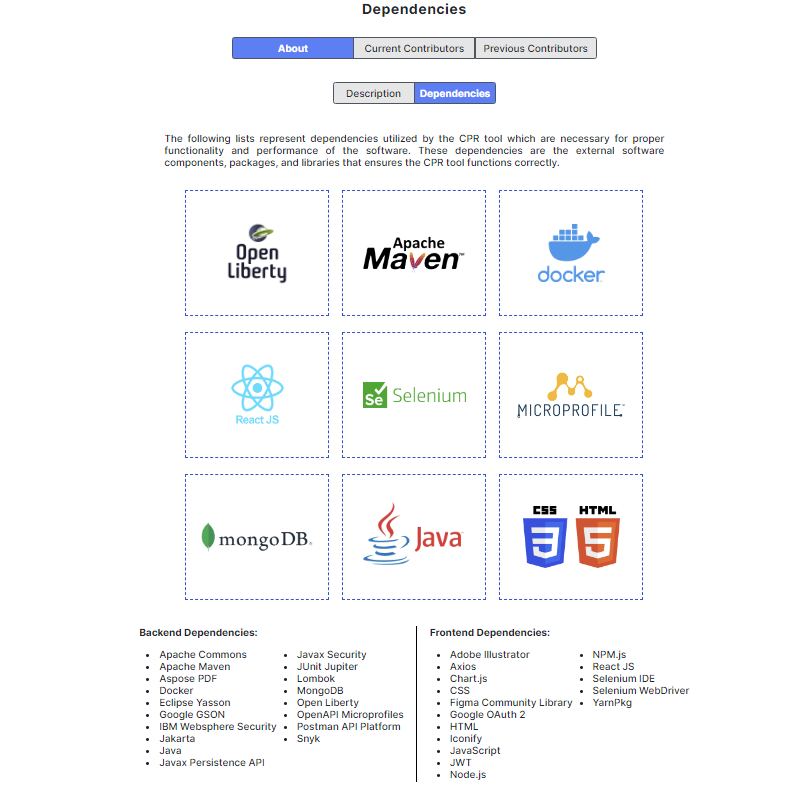 Dependencies
About
Current Contributors
Previous Contributors
Description
Dependencies
The following lists represent dependencies utilized by the CPR tool which are necessary for proper
functionality and performance of the software. These dependencies are the external software
components, packages, and libraries that ensures the CPR tool functions correctly.
Open
Liberty
Apache
Maven™
docker
React JS
Se Selenium
MICROPROFILE™
mongoDB®
Java
CSS
3
HTML
5
Backend Dependencies:
Apache Commons
Apache Maven
Aspose PDF
Docker
Eclipse Yasson
Google GSON
IBM Websphere Security
Jakarta
Java
Javax Persistence API
Javax Security
JUnit Jupiter
Lombok
MongoDB
Open Liberty
OpenAPI Microprofiles
Postman API Platform
Snyk
Frontend Dependencies:
Adobe Illustrator
Axios
Chart.js
CSS
Figma Community Library
Google OAuth 2
HTML
Iconify
JavaScript
JWT
Node.js
NPM.js
React JS
Selenium IDE
Selenium WebDriver
YarnPkg